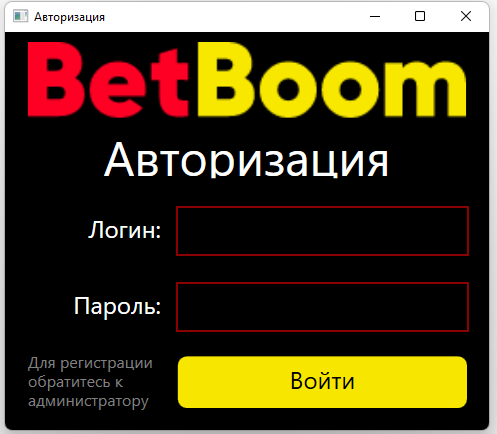 Авторизация
BetBoom
Авторизация
Логин:
Пароль:
Для регистрации
обратитесь к
администратору
Войти